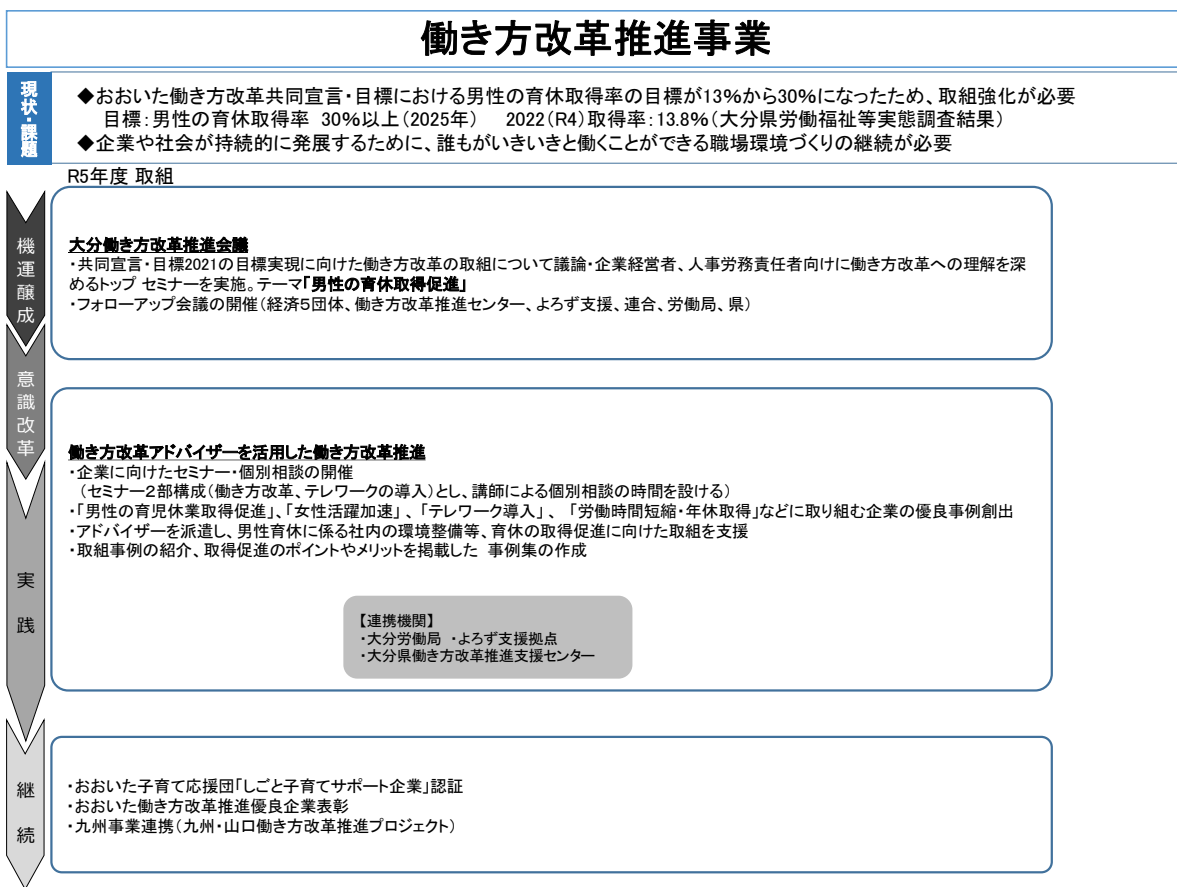 働き方改革推進事業
現状・課題
◆おおいた働き方改革共同宣言・目標における男性の育休取得率の目標が13%から30%になったため、取組強化が必要
目標：男性の育休取得率 30%以上（2025年） 2022（R4）取得率：13.8%（大分県労働福祉等実態調査結果）
◆企業や社会が持続的に発展するために、誰もがいきいきと働くことができる職場環境づくりの継続が必要
R5年度 取組
機運醸成
大分働き方改革推進会議
・共同宣言・目標2021の目標実現に向けた働き方改革の取組について議論・企業経営者、人事労務責任者向けに働き方改革への理解を深
めるトップ セミナーを実施。テーマ「男性の育休取得促進」
・フォローアップ会議の開催（経済５団体、働き方改革推進センター、よろず支援、連合、労働局、県）
意識改革
働き方改革アドバイザーを活用した働き方改革推進
・企業に向けたセミナー・個別相談の開催
（セミナー２部構成（働き方改革、テレワークの導入）とし、講師による個別相談の時間を設ける）
・「男性の育児休業取得促進」、「女性活躍加速」 、「テレワーク導入」 、 「労働時間短縮・年休取得」などに取り組む企業の優良事例創出
・アドバイザーを派遣し、男性育休に係る社内の環境整備等、育休の取得促進に向けた取組を支援
・取組事例の紹介、取得促進のポイントやメリットを掲載した 事例集の作成
実践
【連携機関】
・大分労働局 ・よろず支援拠点
・大分県働き方改革推進支援センター
継続
・おおいた子育て応援団「しごと子育てサポート企業」認証
・おおいた働き方改革推進優良企業表彰
・九州事業連携（九州・山口働き方改革推進プロジェクト）